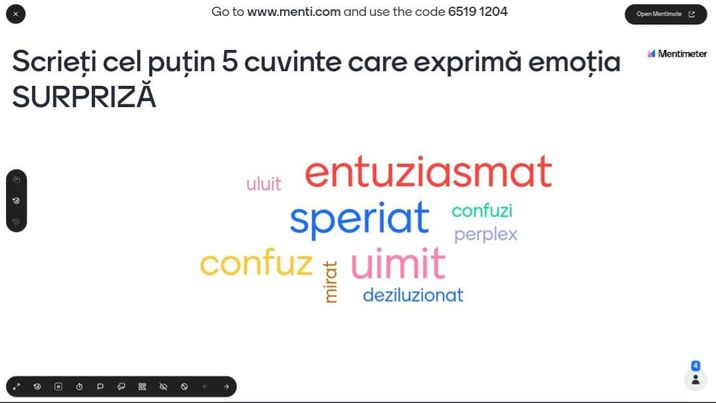 Go to www.menti.com and use the code 6519 1204
Open Mentimote
Scrieți cel puțin 5 cuvinte care exprimă emoția
SURPRIZĂ
Mentimeter
uluit
entuziasmat
speriat
confuzi
perplex
confuz
mirat
uimit
deziluzionat
4